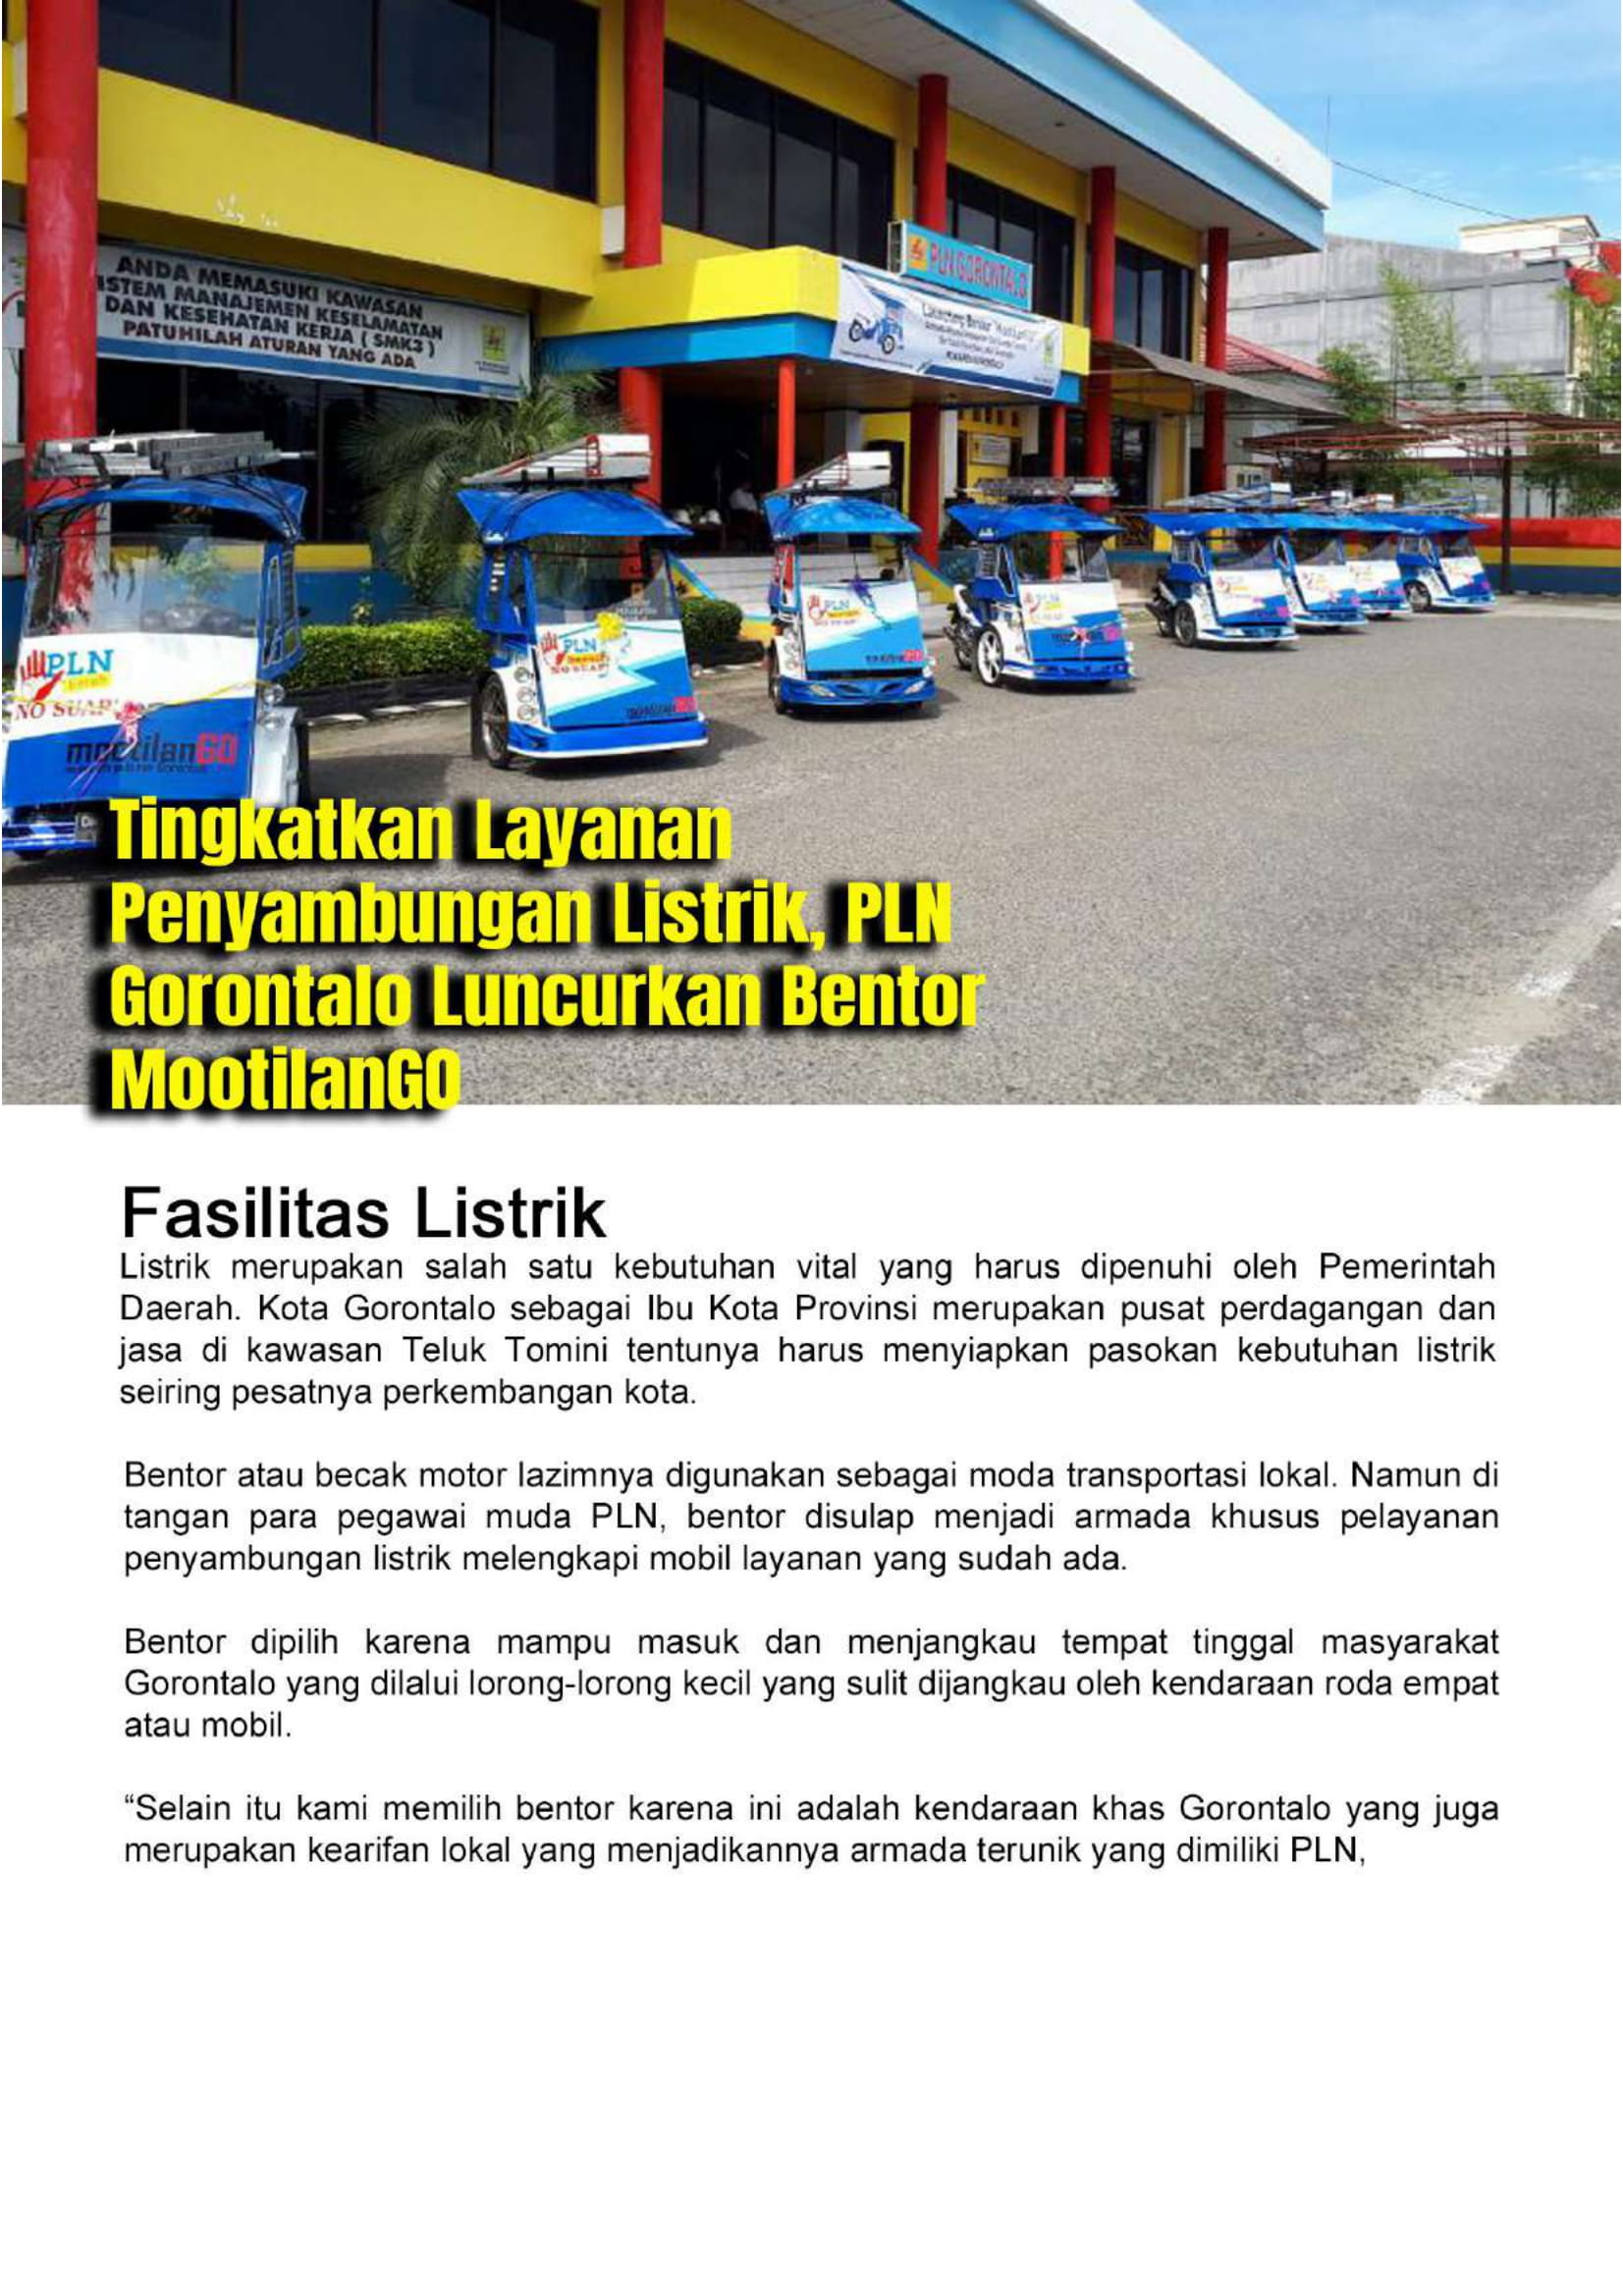 ANDA MEMASUKI KAWASAN
ISTEM MANAJEMEN KESELAMATAN
DAN KESEHATAN KERJA ( SMK3 )
PATUHILAH ATURAN YANG ADA
PLN GORONTALO
Launching Bentor
PLN
NO SUAP
mootilanGO
PLN
NO SUAP
PLN
Tingkatkan Layanan
Penyambungan Listrik, PLN
Gorontalo Luncurkan Bentor
MootilanGO
Fasilitas Listrik
Listrik merupakan salah satu kebutuhan vital yang harus dipenuhi oleh Pemerintah
Daerah. Kota Gorontalo sebagai Ibu Kota Provinsi merupakan pusat perdagangan dan
jasa di kawasan Teluk Tomini tentunya harus menyiapkan pasokan kebutuhan listrik
seiring pesatnya perkembangan kota.
Bentor atau becak motor lazimnya digunakan sebagai moda transportasi lokal. Namun di
tangan para pegawai muda PLN, bentor disulap menjadi armada khusus pelayanan
penyambungan listrik melengkapi mobil layanan yang sudah ada.
Bentor dipilih karena mampu masuk dan menjangkau tempat tinggal masyarakat
Gorontalo yang dilalui lorong-lorong kecil yang sulit dijangkau oleh kendaraan roda empat
atau mobil.
“Selain itu kami memilih bentor karena ini adalah kendaraan khas Gorontalo yang juga
merupakan kearifan lokal yang menjadikannya armada terunik yang dimiliki PLN,